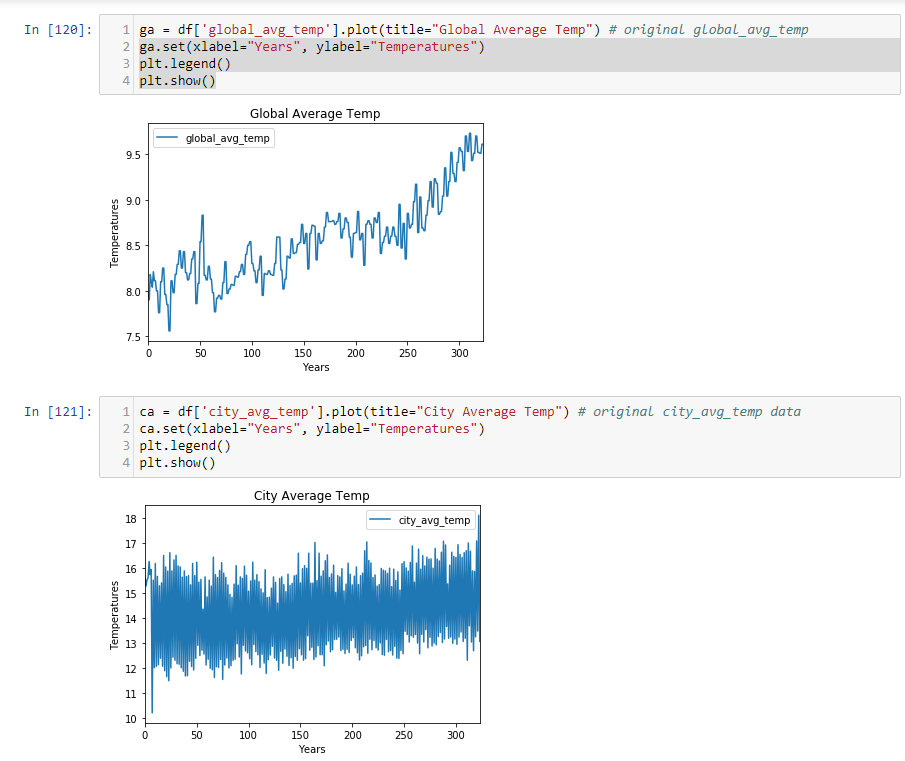 In [120]:
1 ga = df['global_avg_temp'].plot(title="Global Average Temp") # original global_avg_temp
2 ga.set(xlabel="Years", ylabel="Temperatures")
3 plt.legend()
4 plt.show()
Global Average Temp
global_avg_temp
9.5
9.0
8.5
8.0
7.5
Temperatures
0 50 100 150 200 250 300
Years
In [121]:
1 ca = df['city_avg_temp'].plot(title="City Average Temp") # original city_avg_temp data
2 ca.set(xlabel="Years", ylabel="Temperatures")
3 plt.legend()
4 plt.show()
City Average Temp
city_avg_temp
18
17
16
15
14
13
12
11
10
Temperatures
0 50 100 150 200 250 300
Years